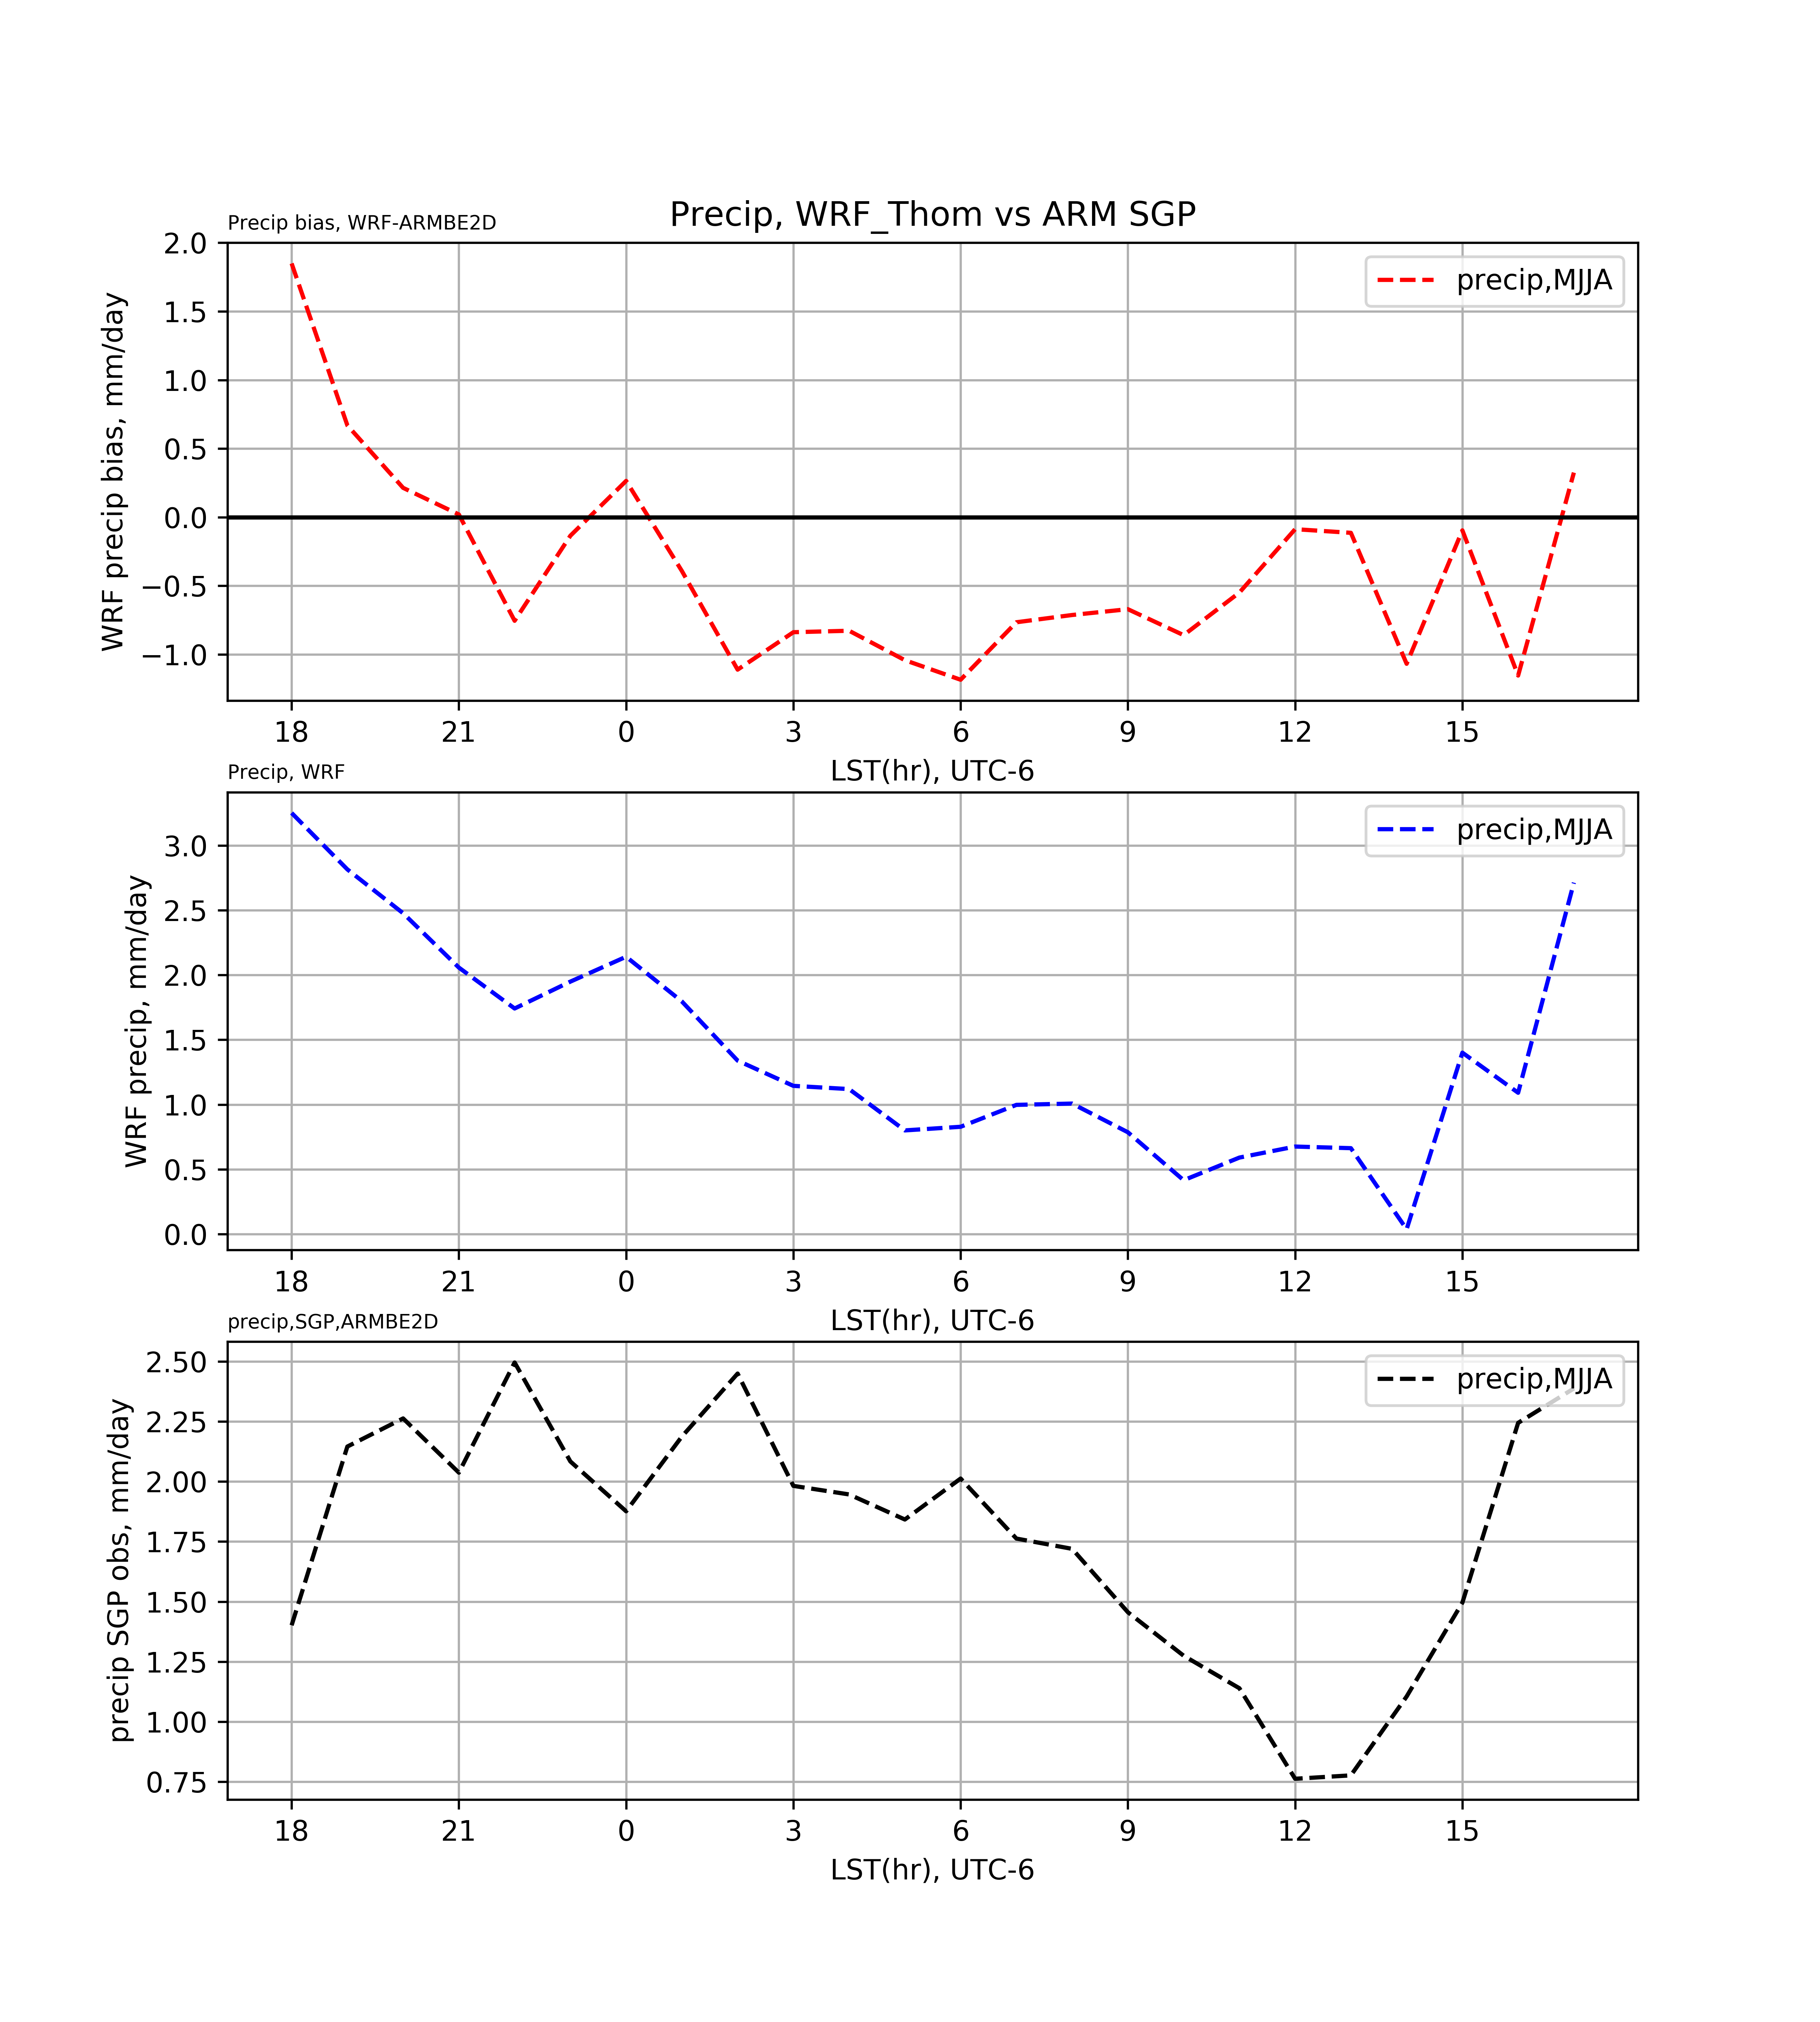 Precip, WRF_Thom vs ARM SGP
Precip bias, WRF-ARMBE2D
WRF precip bias, mm/day
2.0
1.5
1.0
0.5
0.0
−0.5
−1.0
precip,MJJA
18 21 0 3 6 9 12 15
LST(hr), UTC-6
Precip, WRF
WRF precip, mm/day
3.0
2.5
2.0
1.5
1.0
0.5
0.0
precip,MJJA
18 21 0 3 6 9 12 15
LST(hr), UTC-6
precip,SGP,ARMBE2D
precip SGP obs, mm/day
2.50
2.25
2.00
1.75
1.50
1.25
1.00
0.75
precip,MJJA
18 21 0 3 6 9 12 15
LST(hr), UTC-6